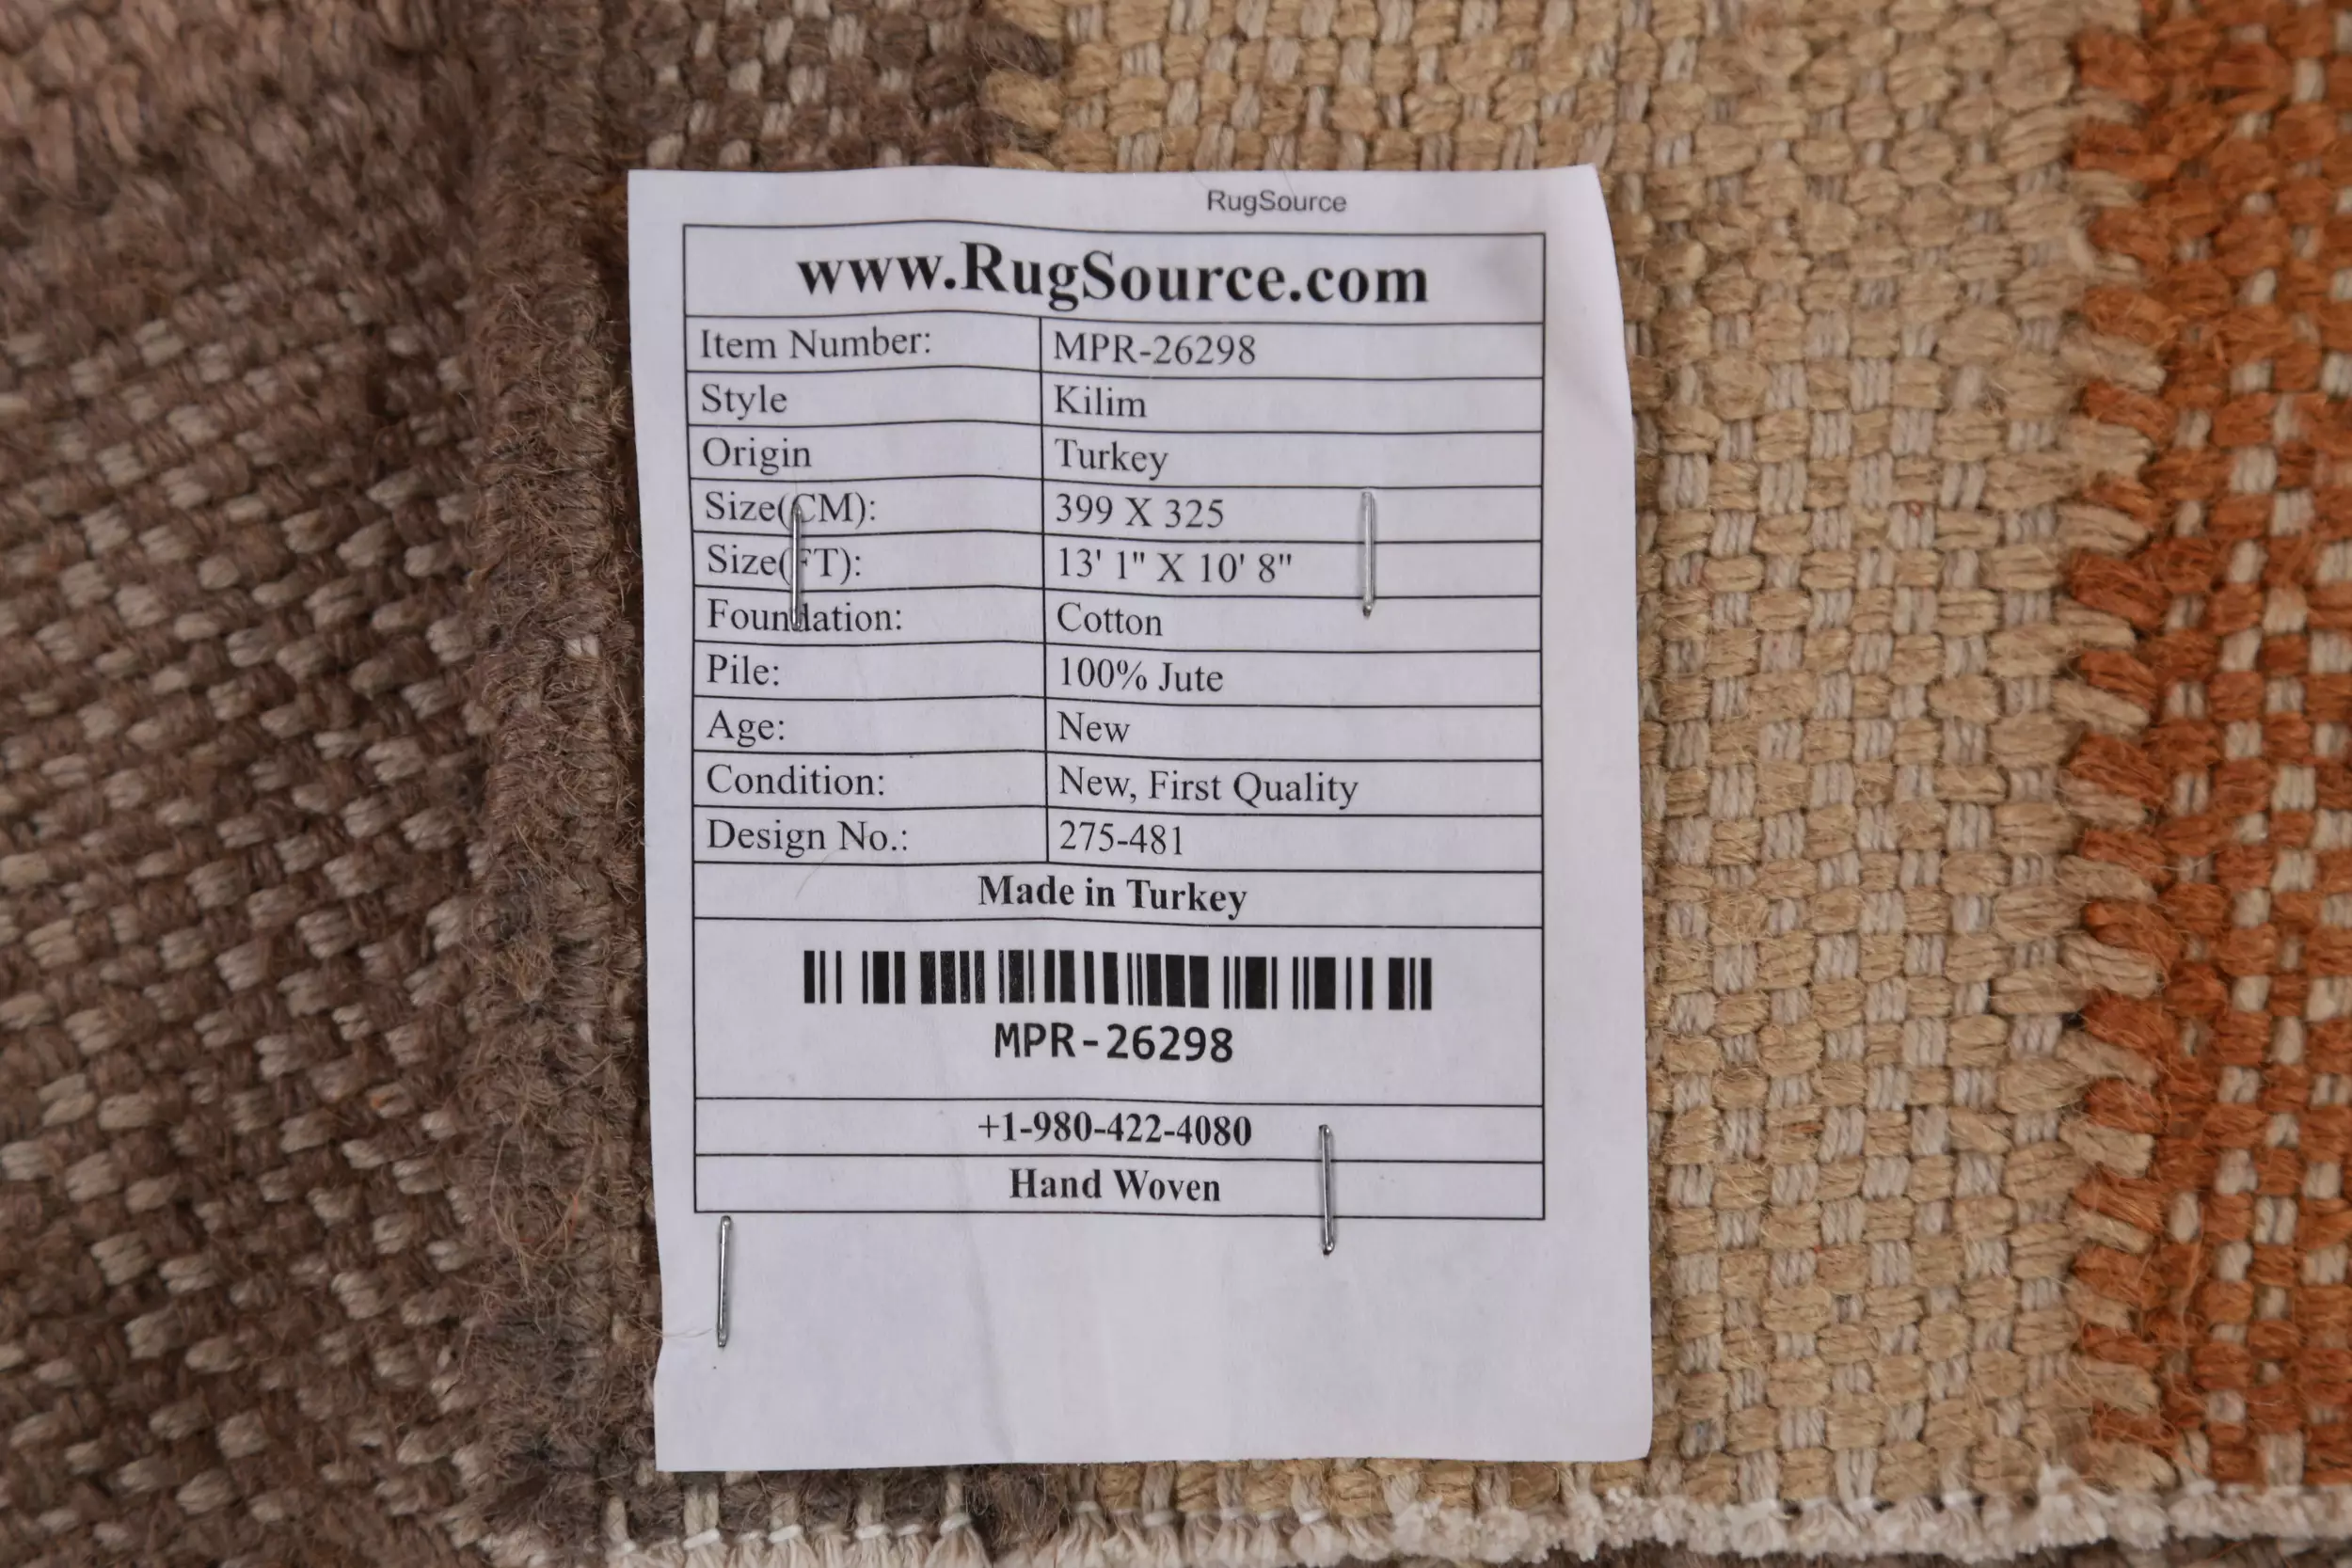 RugSource
www.RugSource.com
Item Number: MPR-26298
Style Kilim
Origin Turkey
Size(CM): 399 X 325
Size(FT): 13' 1" X 10' 8"
Foundation: Cotton
Pile: 100% Jute
Age: New
Condition: New, First Quality
Design No.: 275-481
Made in Turkey
MPR-26298
+1-980-422-4080
Hand Woven